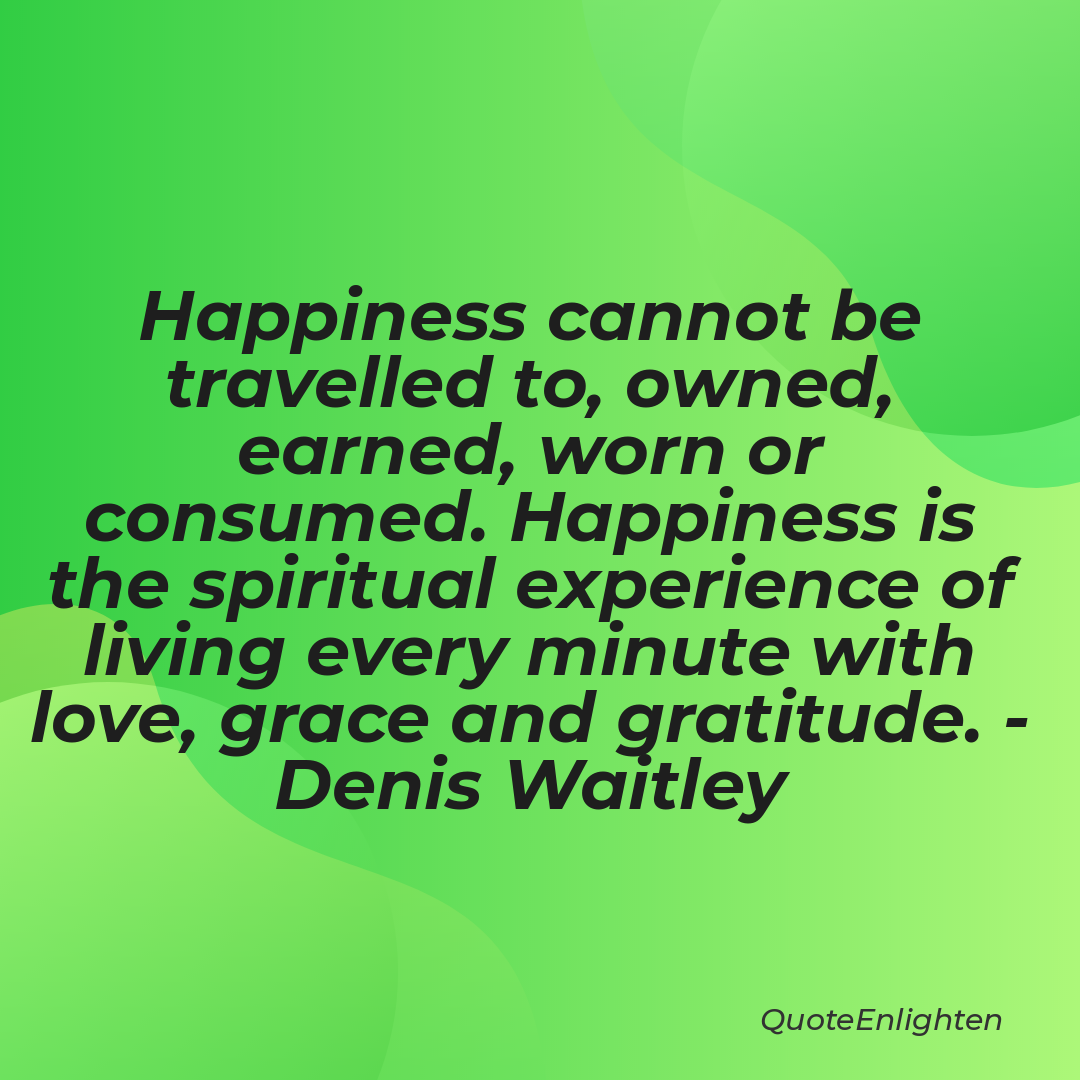 Happiness cannot be
travelled to, owned,
earned, worn or
consumed. Happiness is
the spiritual experience of
living every minute with
love, grace and gratitude. -
Denis Waitley
QuoteEnlighten